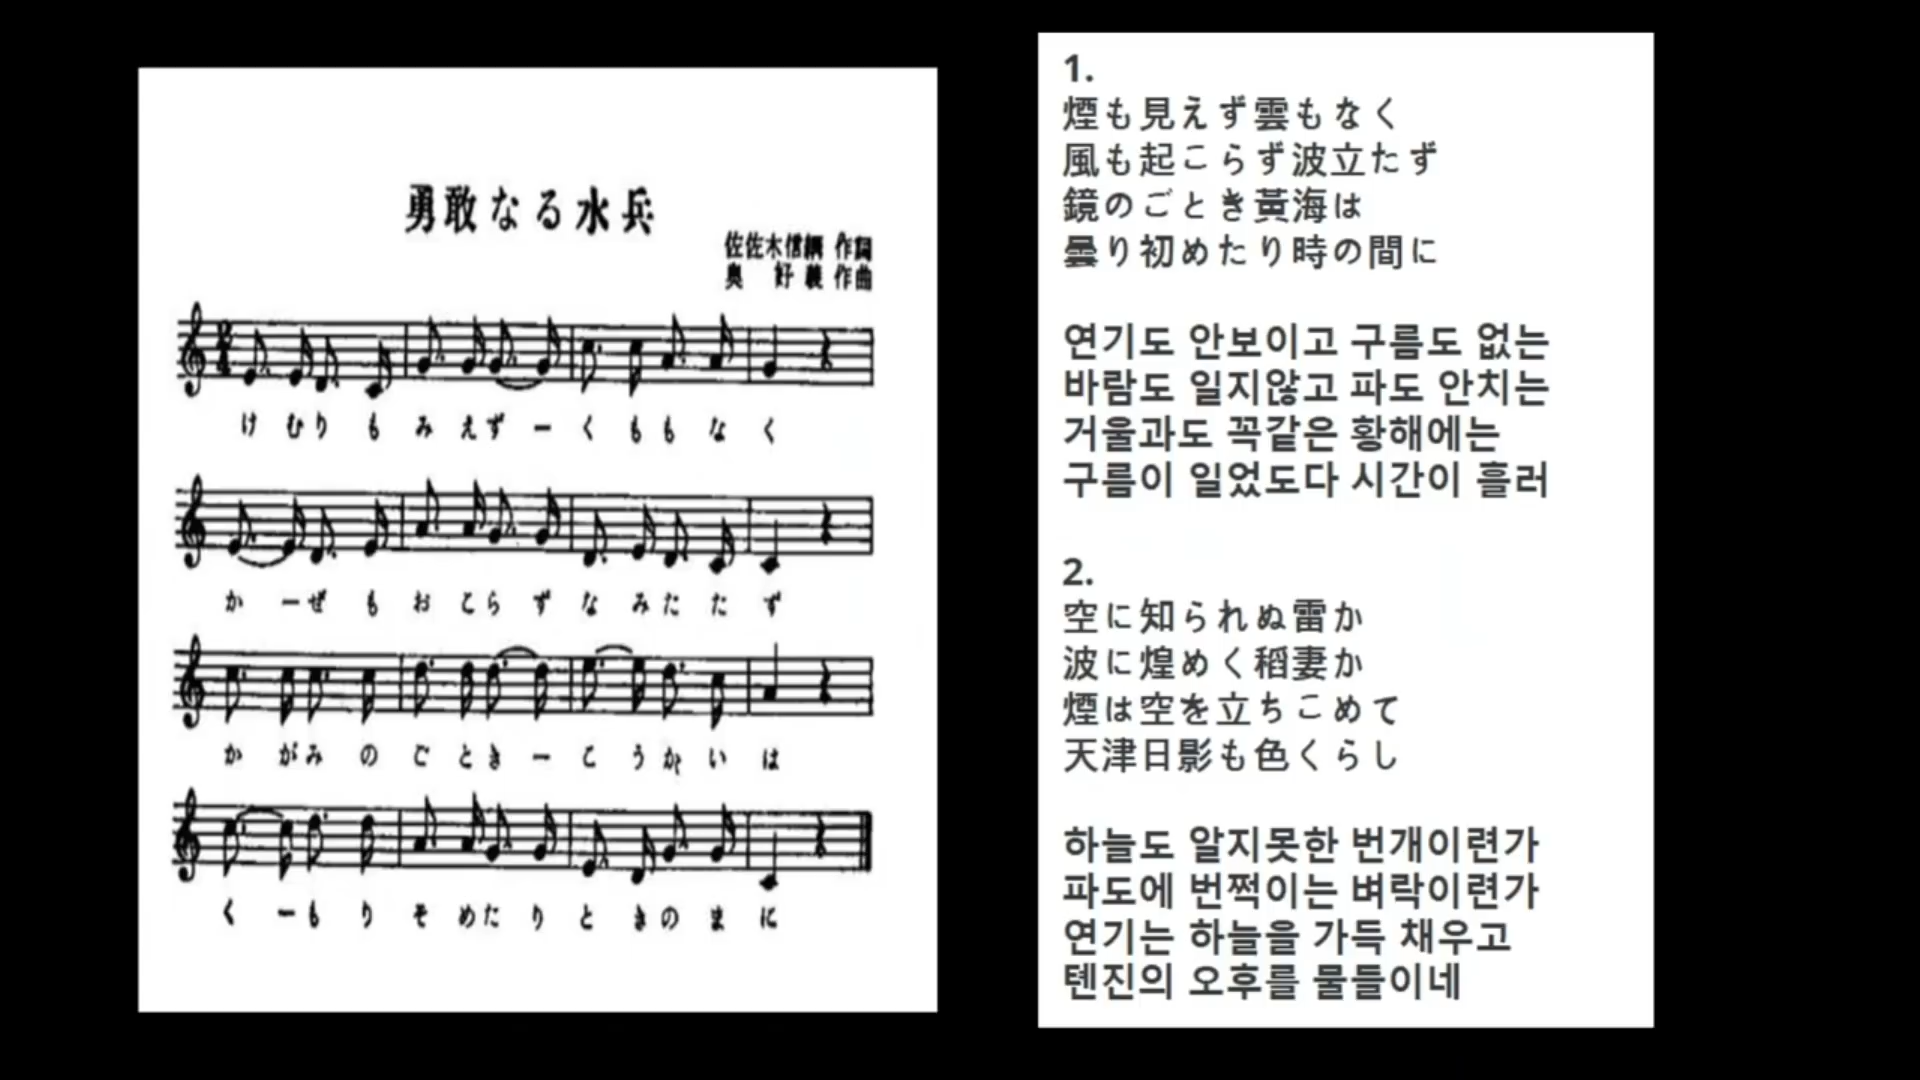 勇敢なる水兵
佐佐木信綱 作詞
奥 好義 作曲
けむりもみえずーくももなく
かーぜもおこらずなみたたず
かがみのごときーこうかいは
くーもりそめたりときのまに
1.
煙も見えず雲もなく
風も起こらず波立たず
鏡のごとき黃海は
曇り初めたり時の間に
연기도 안보이고 구름도 없는
바람도 일지않고 파도 안치는
거울과도 꼭같은 황해에는
구름이 일었도다 시간이 흘러
2.
空に知られぬ雷か
波に煌めく稻妻か
煙は空を立ちこめて
天津日影も色くらし
하늘도 알지못한 번개이련가
파도에 번쩍이는 벼락이련가
연기는 하늘을 가득 채우고
텐진의 오후를 물들이네